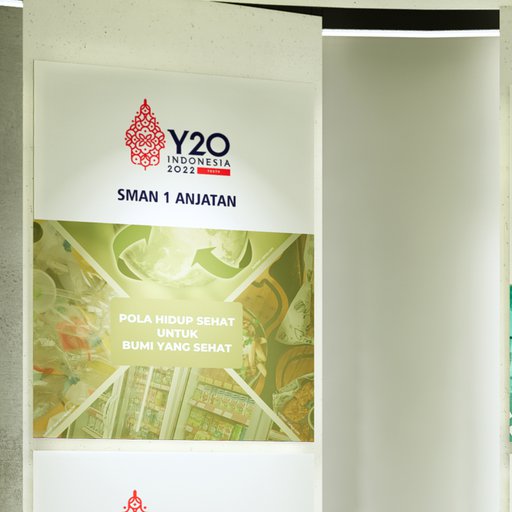 Y20
INDONESIA
2022
SMAN 1 ANJATAN
POLA HIDUP SEHAT
UNTUK
BUMI YANG SEHAT